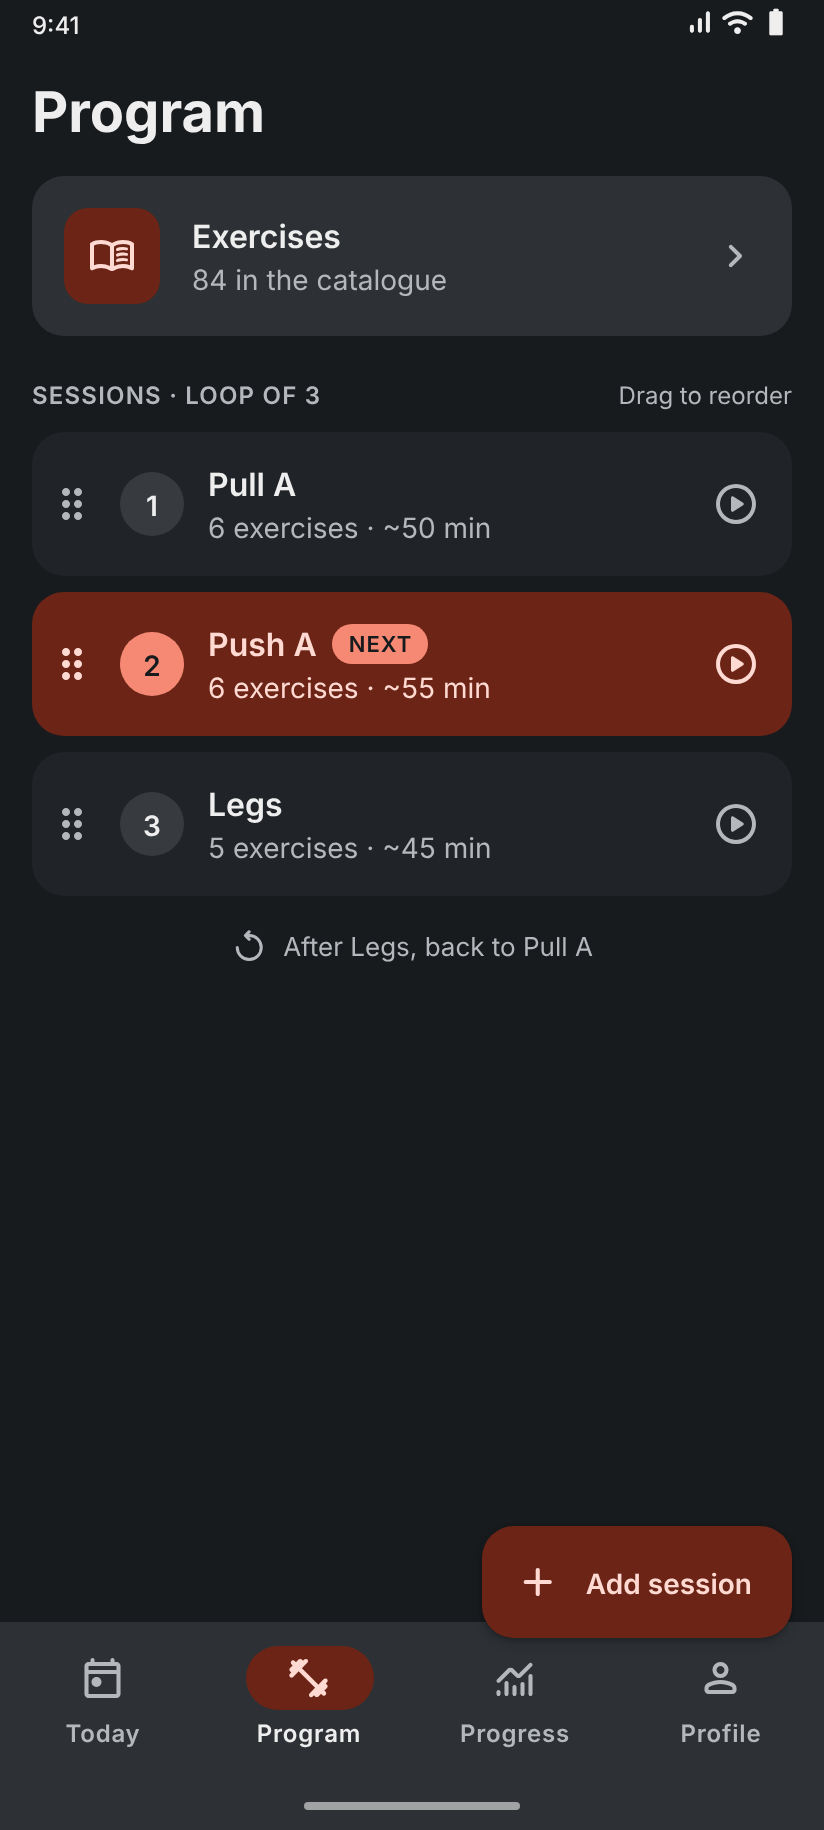 9:41
Program
Exercises
84 in the catalogue
SESSIONS · LOOP OF 3
Drag to reorder
1
Pull A
6 exercises · ~50 min
2
Push A
NEXT
6 exercises · ~55 min
3
Legs
5 exercises · ~45 min
After Legs, back to Pull A
Add session
Today
Program
Progress
Profile